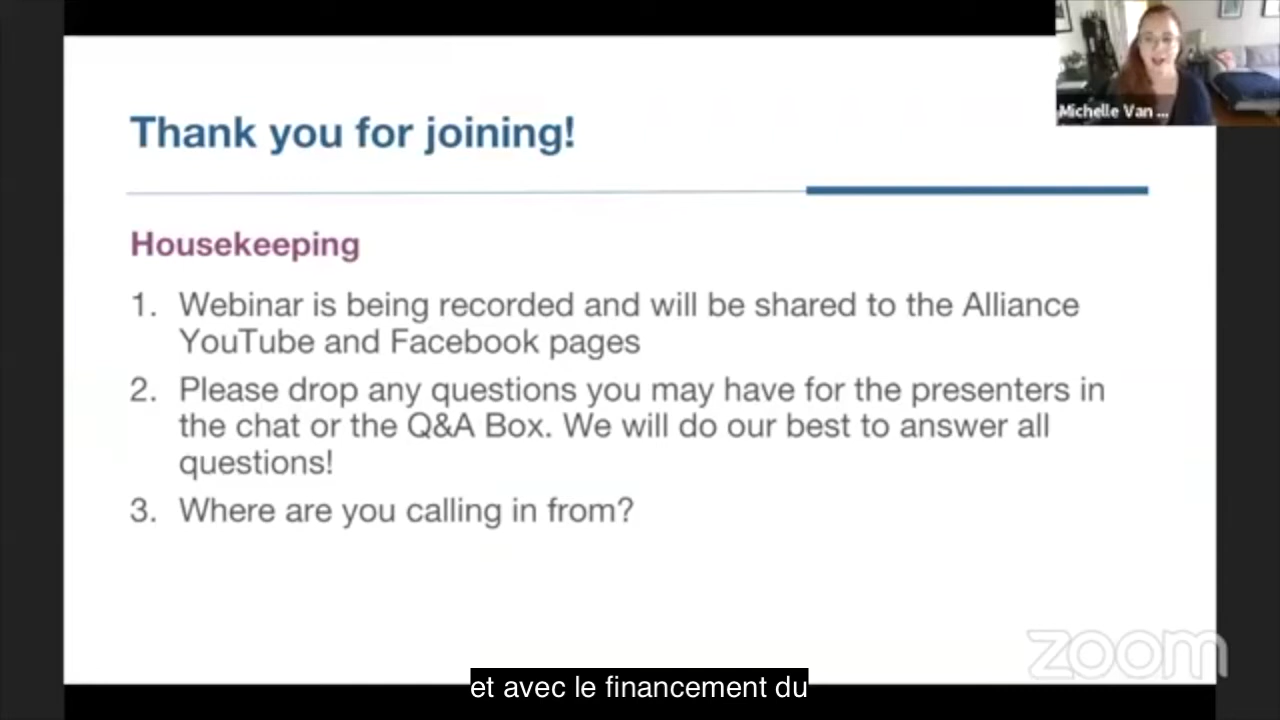 Michelle Van ...
Thank you for joining!
Housekeeping
1. Webinar is being recorded and will be shared to the Alliance
YouTube and Facebook pages
2. Please drop any questions you may have for the presenters in
the chat or the Q&A Box. We will do our best to answer all
questions!
3. Where are you calling in from?
zoom
et avec le financement du